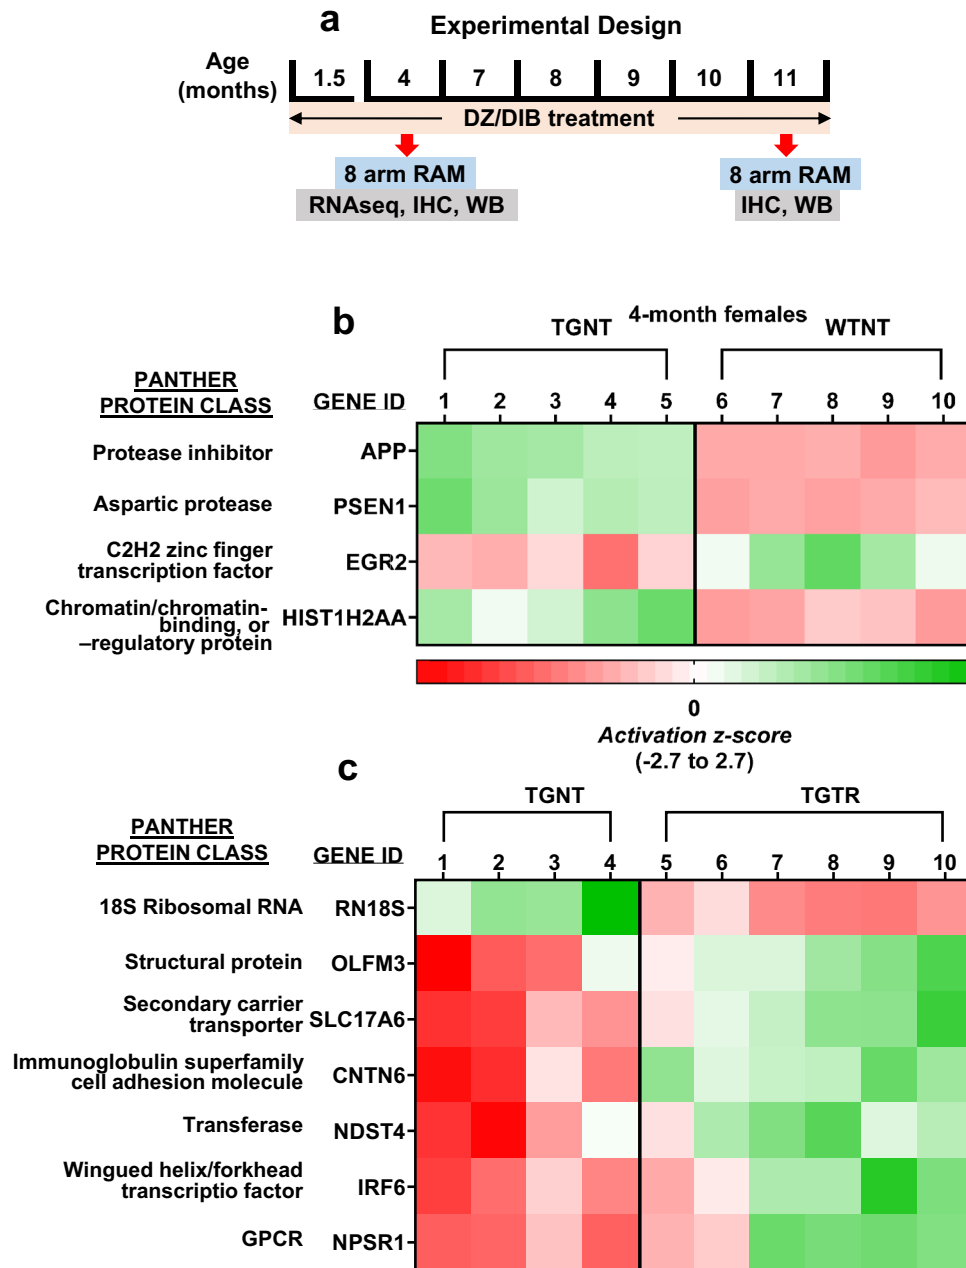 a
Experimental Design
Age
(months)
1.5 4 7 8 9 10 11
DZ/DIB treatment
8 arm RAM 8 arm RAM
RNAseq, IHC, WB IHC, WB
b
4-month females
TGNT WTNT
PANTHER
PROTEIN CLASS GENE ID
1 2 3 4 5 6 7 8 9 10
Protease inhibitor APP
Aspartic protease PSEN1
C2H2 zinc finger
transcription factor EGR2
Chromatin/chromatin-
binding, or
–regulatory protein HIST1H2AA
0
Activation z-score
(-2.7 to 2.7)
c
TGNT TGTR
PANTHER
PROTEIN CLASS GENE ID
1 2 3 4 5 6 7 8 9 10
18S Ribosomal RNA RN18S
Structural protein OLFM3
Secondary carrier
transporter SLC17A6
Immunoglobulin superfamily
cell adhesion molecule CNTN6
Transferase NDST4
Wingued helix/forkhead
transcriptio factor IRF6
GPCR NPSR1